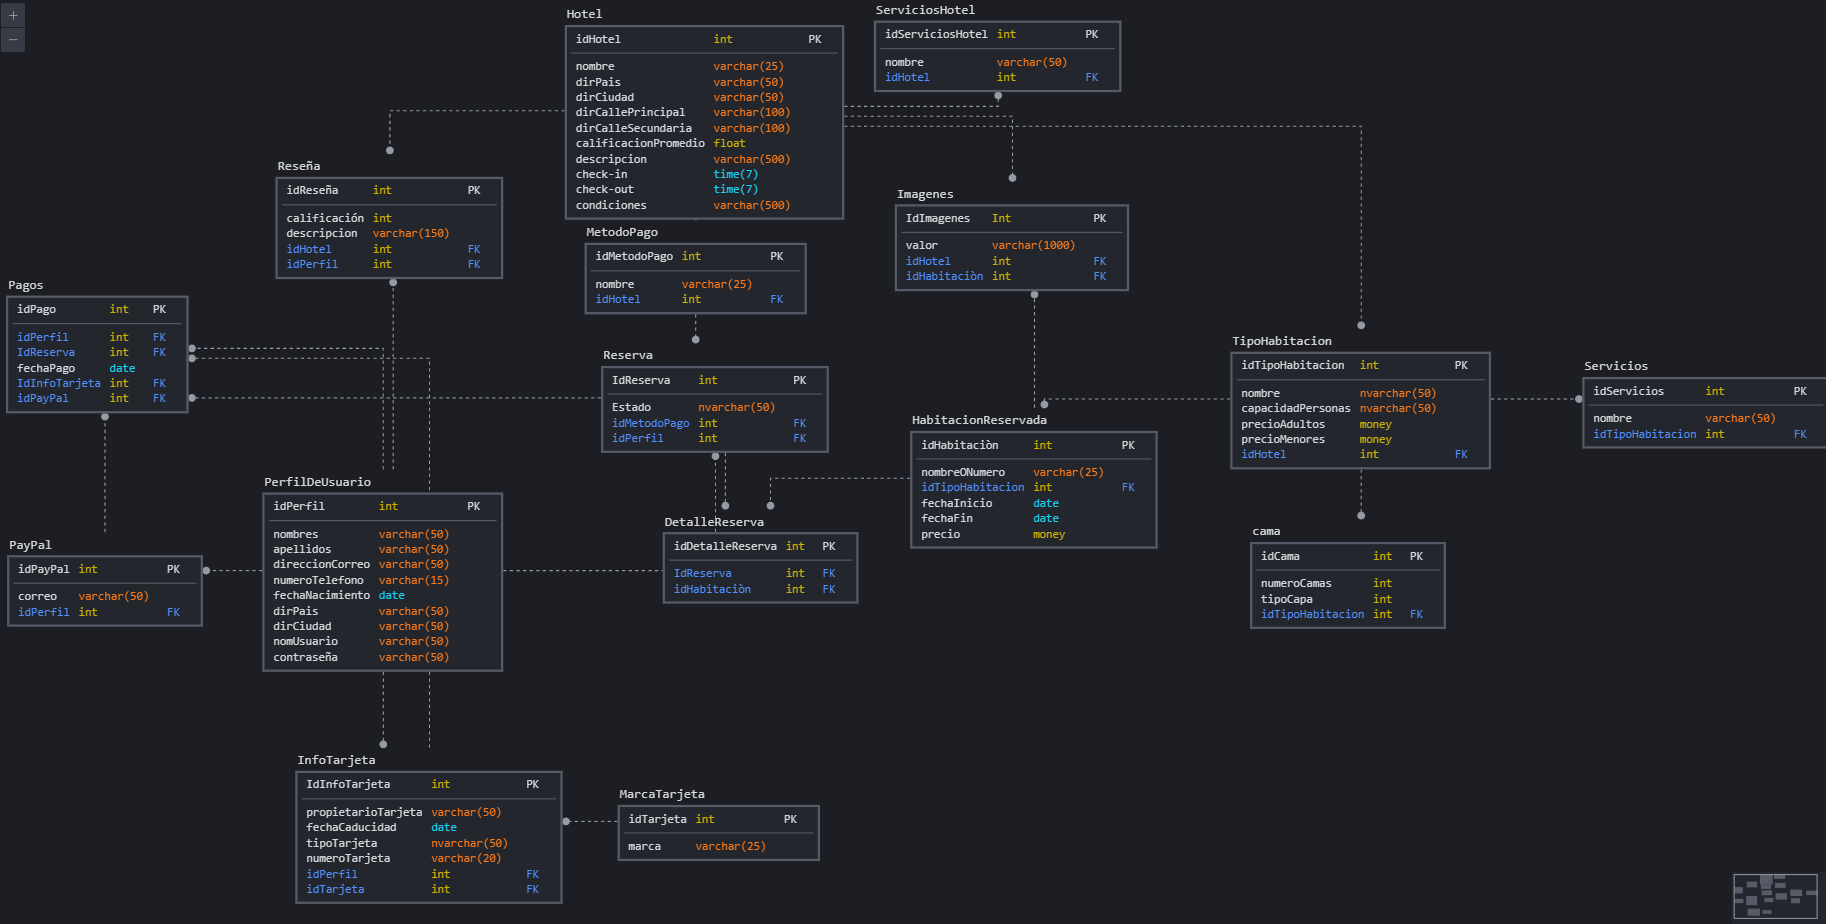 +
−
Hotel
idHotel int PK
nombre varchar(25)
dirPais varchar(50)
dirCiudad varchar(50)
dirCallePrincipal varchar(100)
dirCalleSecundaria varchar(100)
calificacionPromedio float
descripcion varchar(500)
check-in time(7)
check-out time(7)
condiciones varchar(500)
ServiciosHotel
idServiciosHotel int PK
nombre varchar(50)
idHotel int FK
Reseña
idReseña int PK
calificación int
descripcion varchar(150)
idHotel int FK
idPerfil int FK
Imagenes
IdImagenes Int PK
valor varchar(1000)
idHotel int FK
idHabitaciòn int FK
MetodoPago
idMetodoPago int PK
nombre varchar(25)
idHotel int FK
Pagos
idPago int PK
idPerfil int FK
IdReserva int FK
fechaPago date
IdInfoTarjeta int FK
idPayPal int FK
Reserva
IdReserva int PK
Estado nvarchar(50)
idMetodoPago int FK
idPerfil int FK
TipoHabitacion
idTipoHabitacion int PK
nombre nvarchar(50)
capacidadPersonas nvarchar(50)
precioAdultos money
precioMenores money
idHotel int FK
Servicios
idServicios int PK
nombre varchar(50)
idTipoHabitacion int FK
HabitacionReservada
idHabitaciòn int PK
nombreONumero varchar(25)
idTipoHabitacion int FK
fechaInicio date
fechaFin date
precio money
PerfilDeUsuario
idPerfil int PK
nombres varchar(50)
apellidos varchar(50)
direccionCorreo varchar(50)
numeroTelefono varchar(15)
fechaNacimiento date
dirPais varchar(50)
dirCiudad varchar(50)
nomUsuario varchar(50)
contraseña varchar(50)
DetalleReserva
idDetalleReserva int PK
IdReserva int FK
idHabitaciòn int FK
cama
idCama int PK
numeroCamas int
tipoCapa int
idTipoHabitacion int FK
PayPal
idPayPal int PK
correo varchar(50)
idPerfil int FK
InfoTarjeta
IdInfoTarjeta int PK
propietarioTarjeta varchar(50)
fechaCaducidad date
tipoTarjeta nvarchar(50)
numeroTarjeta varchar(20)
idPerfil int FK
idTarjeta int FK
MarcaTarjeta
idTarjeta int PK
marca varchar(25)